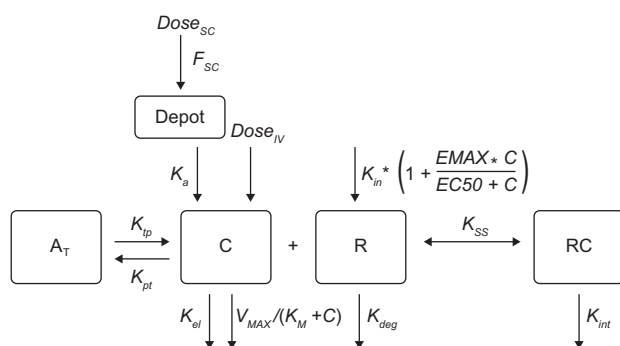 Dose_SC
F_SC
Depot
Dose_IV
K_a
K_in* (1 + EMAX * C / EC50 + C)
A_T
K_tp
K_pt
C
+
R
K_SS
RC
K_el
V_MAX/(K_M +C)
K_deg
K_int